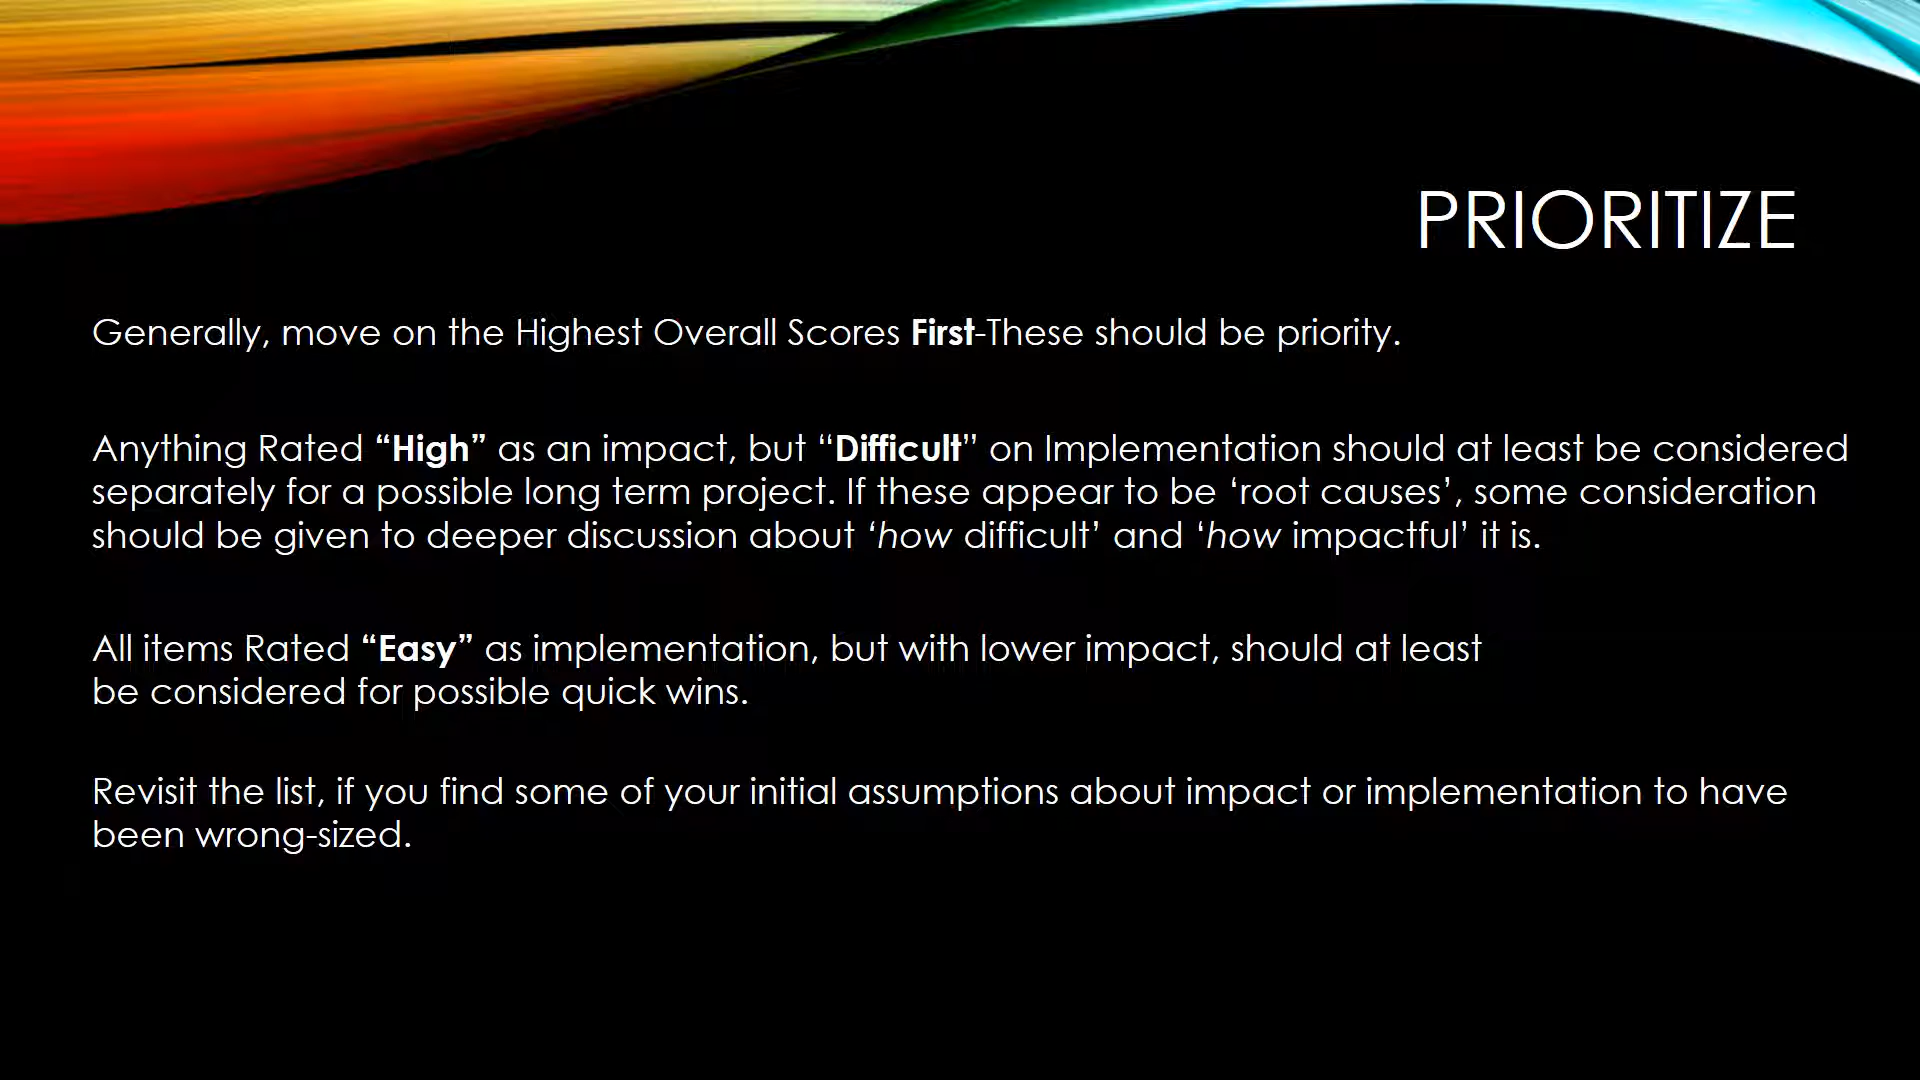 PRIORITIZE
Generally, move on the Highest Overall Scores First-These should be priority.
Anything Rated “High” as an impact, but “Difficult” on Implementation should at least be considered
separately for a possible long term project. If these appear to be ‘root causes’, some consideration
should be given to deeper discussion about ‘how difficult’ and ‘how impactful’ it is.
All items Rated “Easy” as implementation, but with lower impact, should at least
be considered for possible quick wins.
Revisit the list, if you find some of your initial assumptions about impact or implementation to have
been wrong-sized.